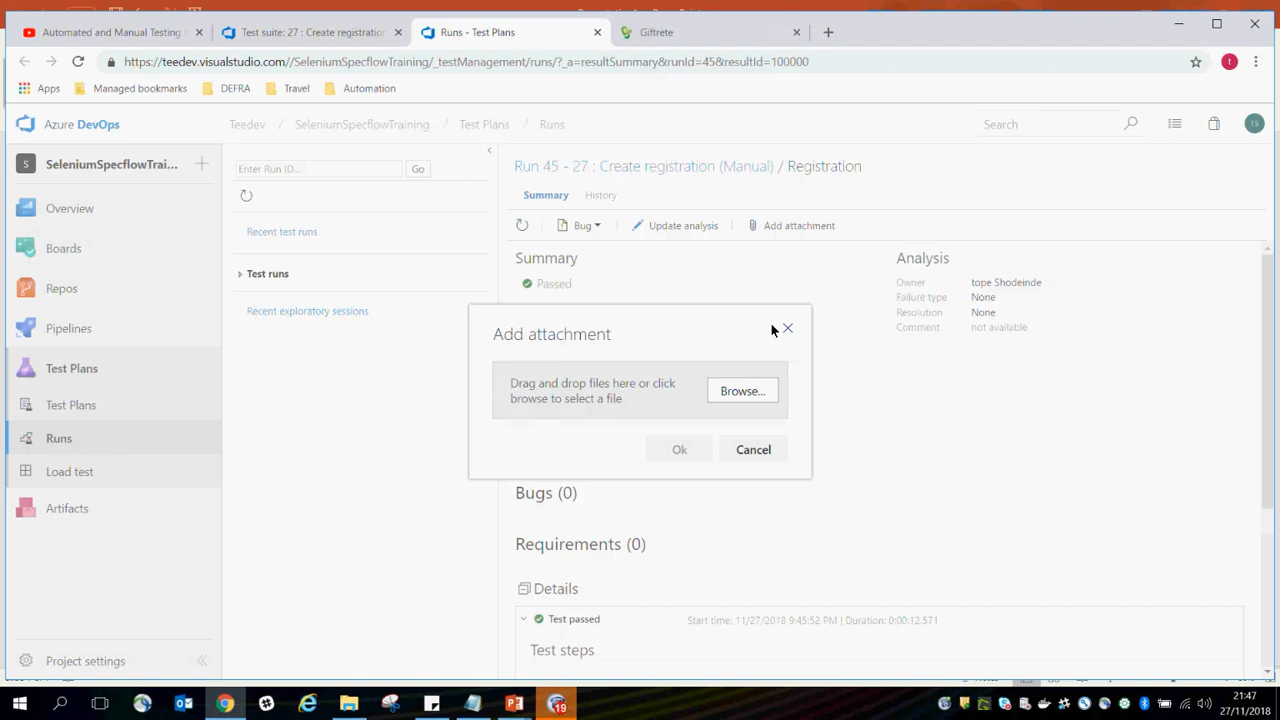 Automated and Manual Testing
Test suite: 27 : Create registration
Runs - Test Plans
Giftrete
https://teedev.visualstudio.com//SeleniumSpecflowTraining/_testManagement/runs/?_a=resultSummary&runId=45&resultId=100000
t
Apps
Managed bookmarks
DEFRA
Travel
Automation
Azure DevOps
Teedev / SeleniumSpecflowTraining / Test Plans / Runs
Search
TS
S
SeleniumSpecflowTrai...
Overview
Boards
Repos
Pipelines
Test Plans
Test Plans
Runs
Load test
Artifacts
Project settings
Enter Run ID...
Go
Recent test runs
Test runs
Recent exploratory sessions
Run 45 - 27 : Create registration (Manual) / Registration
Summary
History
Bug
Update analysis
Add attachment
Summary
Passed
Analysis
Owner tope Shodeinde
Failure type None
Resolution None
Comment not available
Add attachment
Drag and drop files here or click
browse to select a file
Browse...
Ok
Cancel
Bugs (0)
Requirements (0)
Details
Test passed
Start time: 11/27/2018 9:45:52 PM | Duration: 0:00:12.571
Test steps
19
21:47
27/11/2018